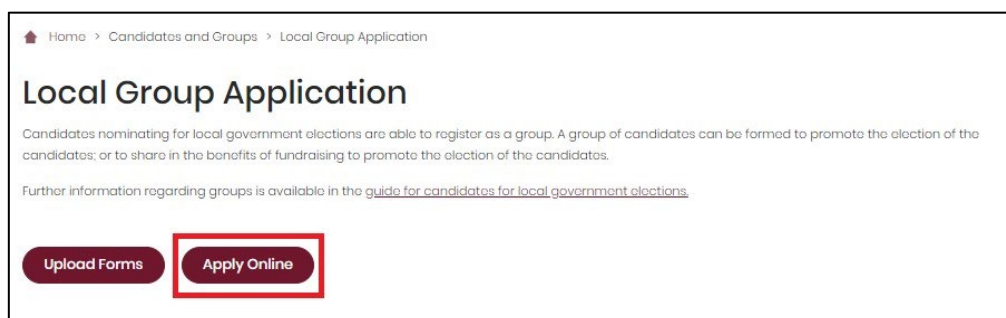 Home > Candidates and Groups > Local Group Application
Local Group Application
Candidates nominating for local government elections are able to register as a group. A group of candidates can be formed to promote the election of the
candidates; or to share in the benefits of fundraising to promote the election of the candidates.
Further information regarding groups is available in the guide for candidates for local government elections.
Upload Forms Apply Online